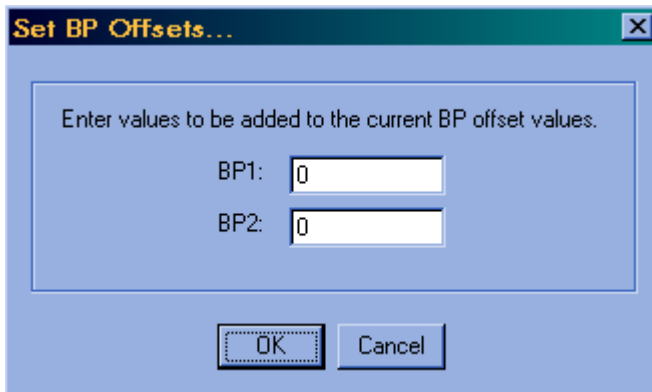 Set BP Offsets...
Enter values to be added to the current BP offset values.
BP1: 0
BP2: 0
OK Cancel